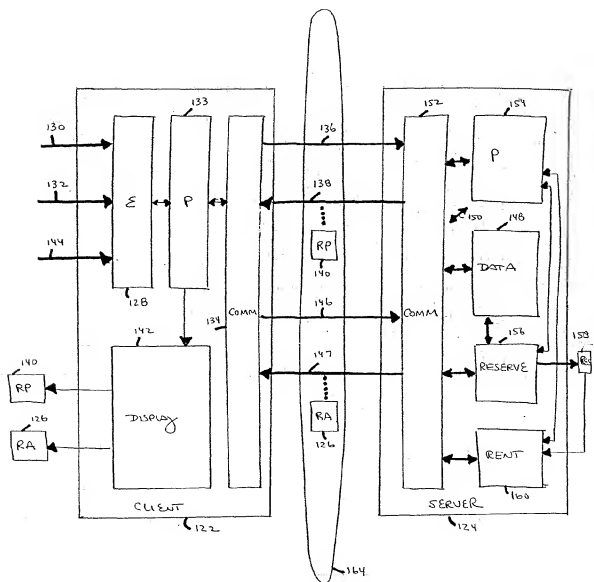 133
152
154
130
136
P
132
138
E
P
150
148
144
RP
140
DATA
128
134
COMM
146
COMM
156
158
142
140
RP
147
RESERVE
RS
126
DISPLAY
RA
RA
126
RENT
160
CLIENT
SERVER
122
124
164